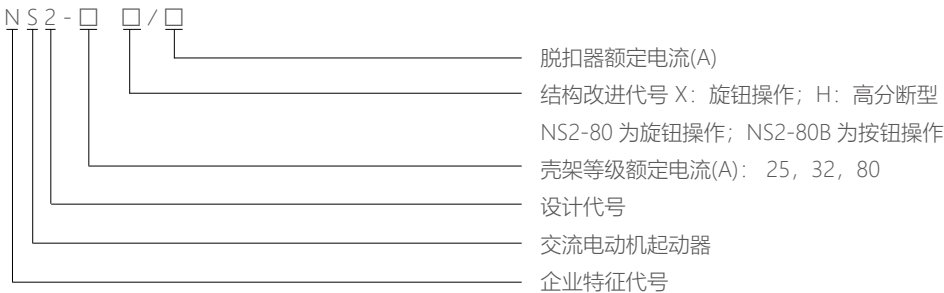 NS2-□ □/□
脱扣器额定电流(A)
结构改进代号 X：旋钮操作；H：高分断型
NS2-80 为旋钮操作；NS2-80B 为按钮操作
壳架等级额定电流(A)： 25，32，80
设计代号
交流电动机起动器
企业特征代号